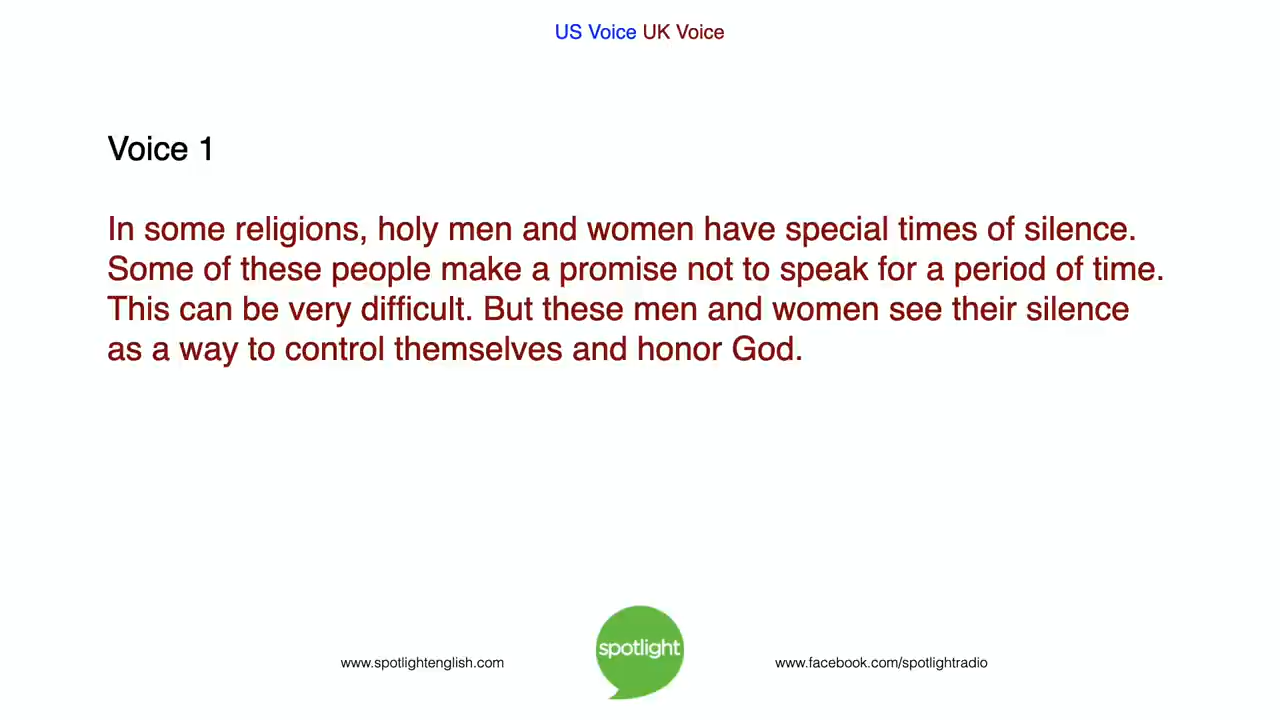 US Voice UK Voice
Voice 1
In some religions, holy men and women have special times of silence.
Some of these people make a promise not to speak for a period of time.
This can be very difficult. But these men and women see their silence
as a way to control themselves and honor God.
www.spotlightenglish.com
spotlight
www.facebook.com/spotlightradio